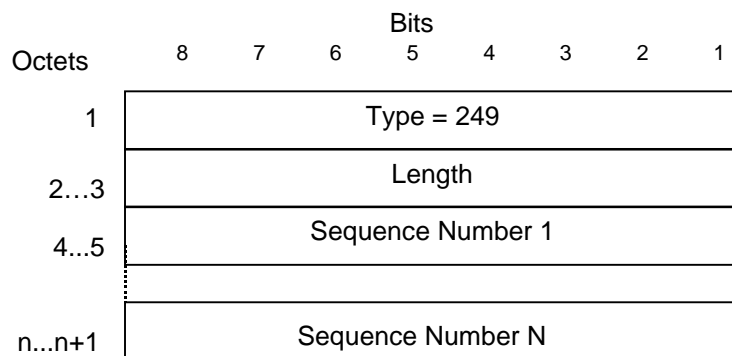 Bits
Octets 8 7 6 5 4 3 2 1
1 Type = 249
2…3 Length
4...5 Sequence Number 1
n...n+1 Sequence Number N